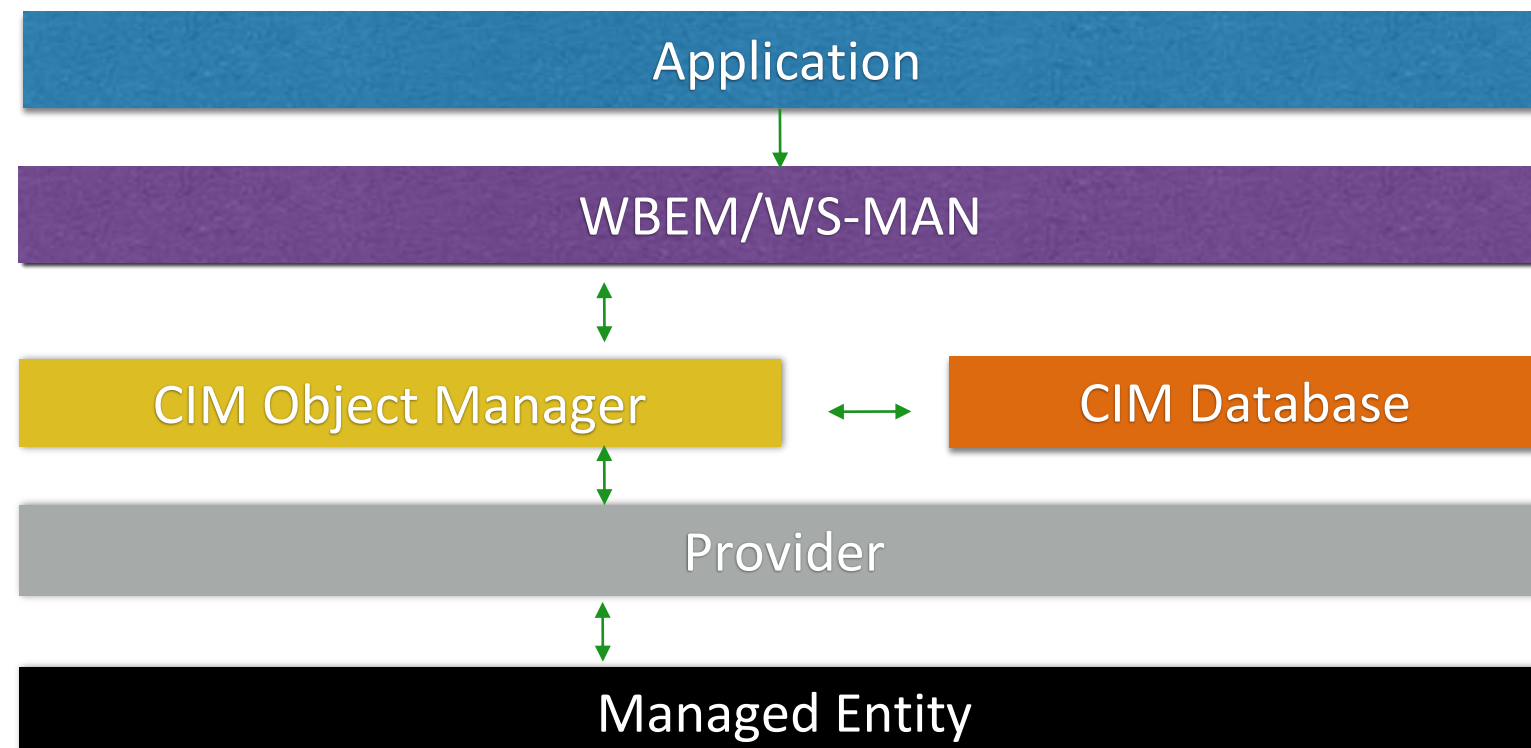 Application
WBEM/WS-MAN
CIM Object Manager
CIM Database
Provider
Managed Entity